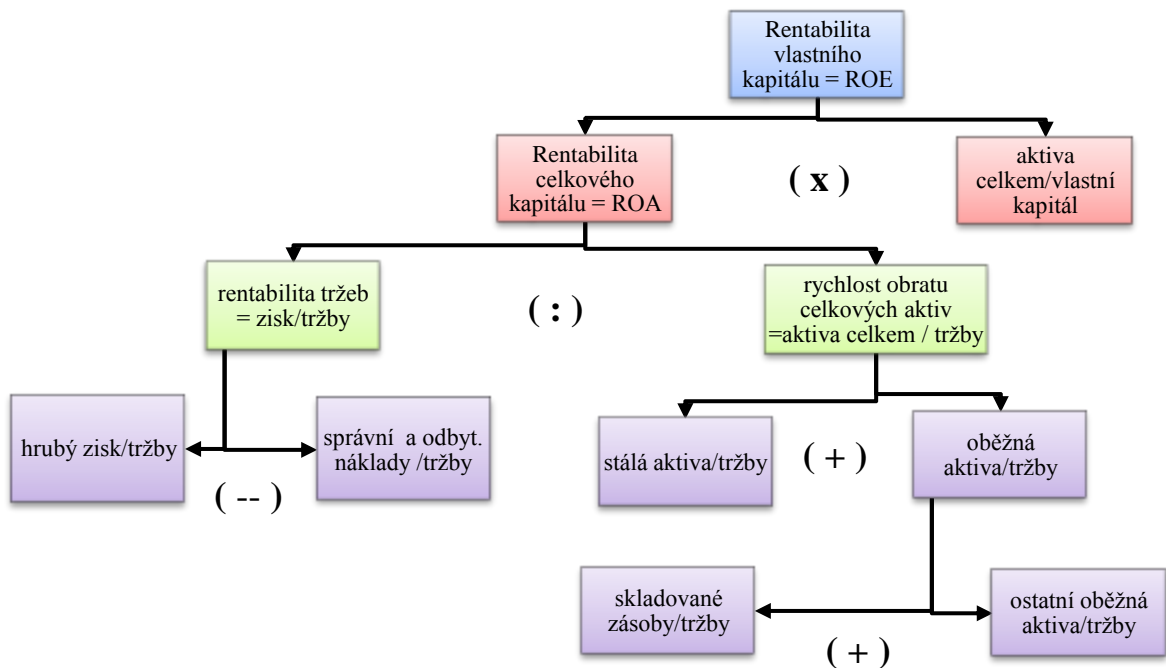 Rentabilita
vlastního
kapitálu = ROE
Rentabilita
celkového
kapitálu = ROA
( x )
aktiva
celkem/vlastní
kapitál
rentabilita tržeb
= zisk/tržby
( : )
rychlost obratu
celkových aktiv
=aktiva celkem / tržby
hrubý zisk/tržby
správní a odbyt.
náklady /tržby
( -- )
stálá aktiva/tržby
( + )
oběžná
aktiva/tržby
skladované
zásoby/tržby
ostatní oběžná
aktiva/tržby
( + )